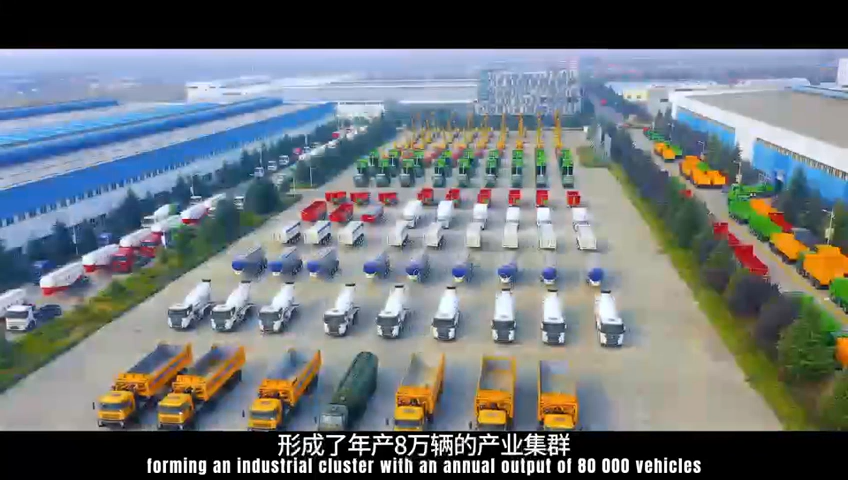 形成了年产8万辆的产业集群
forming an industrial cluster with an annual output of 80 000 vehicles